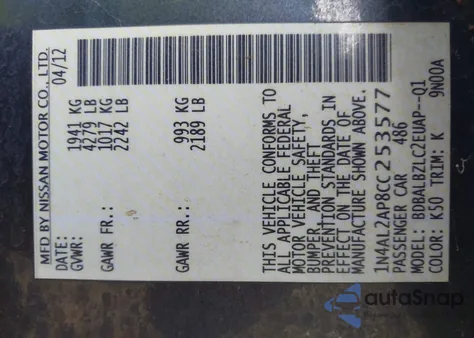 MFD BY NISSAN MOTOR CO., LTD.
DATE: 04/12
GVWR: 1941 KG
4279 LB
GAWR FR.: 1017 KG
2242 LB
GAWR RR.: 993 KG
2189 LB
THIS VEHICLE CONFORMS TO
ALL APPLICABLE FEDERAL
MOTOR VEHICLE SAFETY,
BUMPER, AND THEFT
PREVENTION STANDARDS IN
EFFECT ON THE DATE OF
MANUFACTURE SHOWN ABOVE.
1N4AL2AP8CC253577
PASSENGER CAR 486
MODEL: BDBALBZLC2EUAP--Q1
COLOR: K50 TRIM: K 9N00A
autoSnap